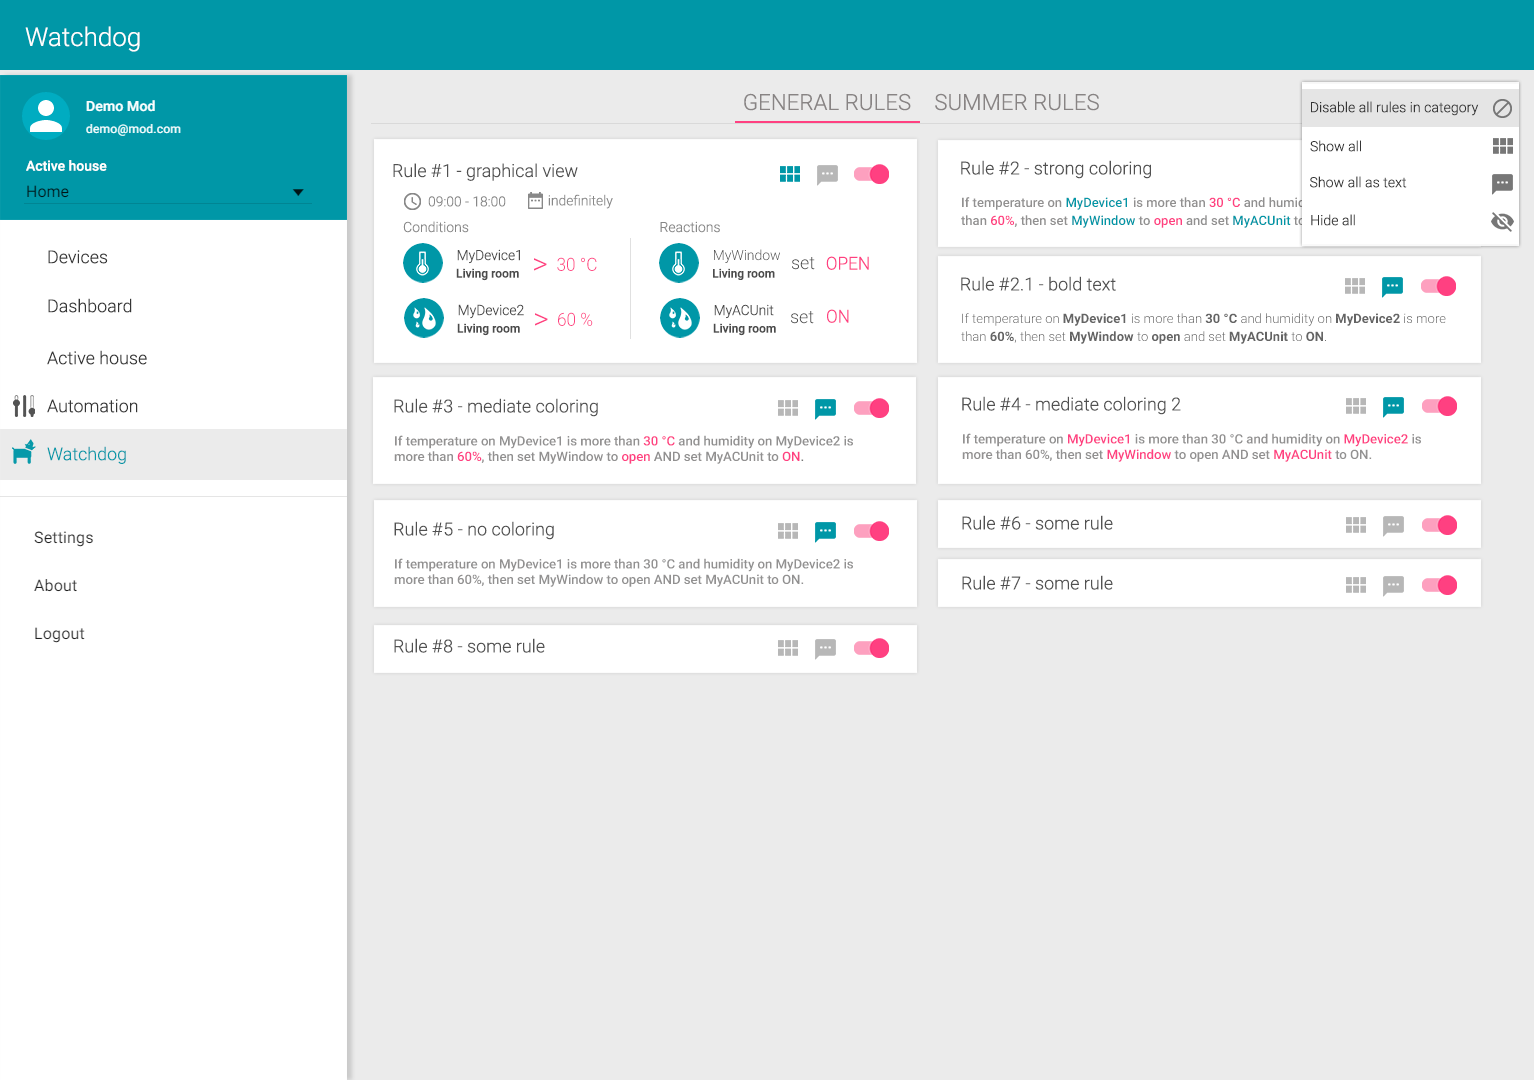 Watchdog
Demo Mod
demo@mod.com
Active house
Home
Devices
Dashboard
Active house
Automation
Watchdog
Settings
About
Logout
GENERAL RULES
SUMMER RULES
Disable all rules in category
Show all
Show all as text
Hide all
Rule #1 - graphical view
09:00 - 18:00
indefinitely
Conditions
MyDevice1
Living room
> 30 °C
MyDevice2
Living room
> 60 %
Reactions
MyWindow
Living room
set OPEN
MyACUnit
Living room
set ON
Rule #2 - strong coloring
If temperature on MyDevice1 is more than 30 °C and
than 60%, then set MyWindow to open and set MyACUnit to
Rule #2.1 - bold text
If temperature on MyDevice1 is more than 30 °C and humidity on MyDevice2 is more
than 60%, then set MyWindow to open and set MyACUnit to ON.
Rule #3 - mediate coloring
If temperature on MyDevice1 is more than 30 °C and humidity on MyDevice2 is
more than 60%, then set MyWindow to open AND set MyACUnit to ON.
Rule #4 - mediate coloring 2
If temperature on MyDevice1 is more than 30 °C and humidity on MyDevice2 is
more than 60%, then set MyWindow to open AND set MyACUnit to ON.
Rule #5 - no coloring
If temperature on MyDevice1 is more than 30 °C and humidity on MyDevice2 is
more than 60%, then set MyWindow to open AND set MyACUnit to ON.
Rule #6 - some rule
Rule #7 - some rule
Rule #8 - some rule